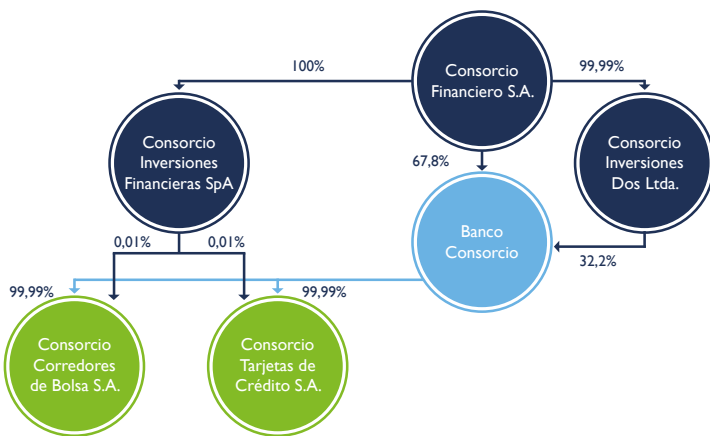 100%
Consorcio
Financiero S.A.
99,99%
Consorcio
Inversiones
Financieras SpA
67,8%
Consorcio
Inversiones
Dos Ltda.
Banco
Consorcio
0,01%
0,01%
32,2%
99,99%
99,99%
Consorcio
Corredores
de Bolsa S.A.
Consorcio
Tarjetas de
Crédito S.A.